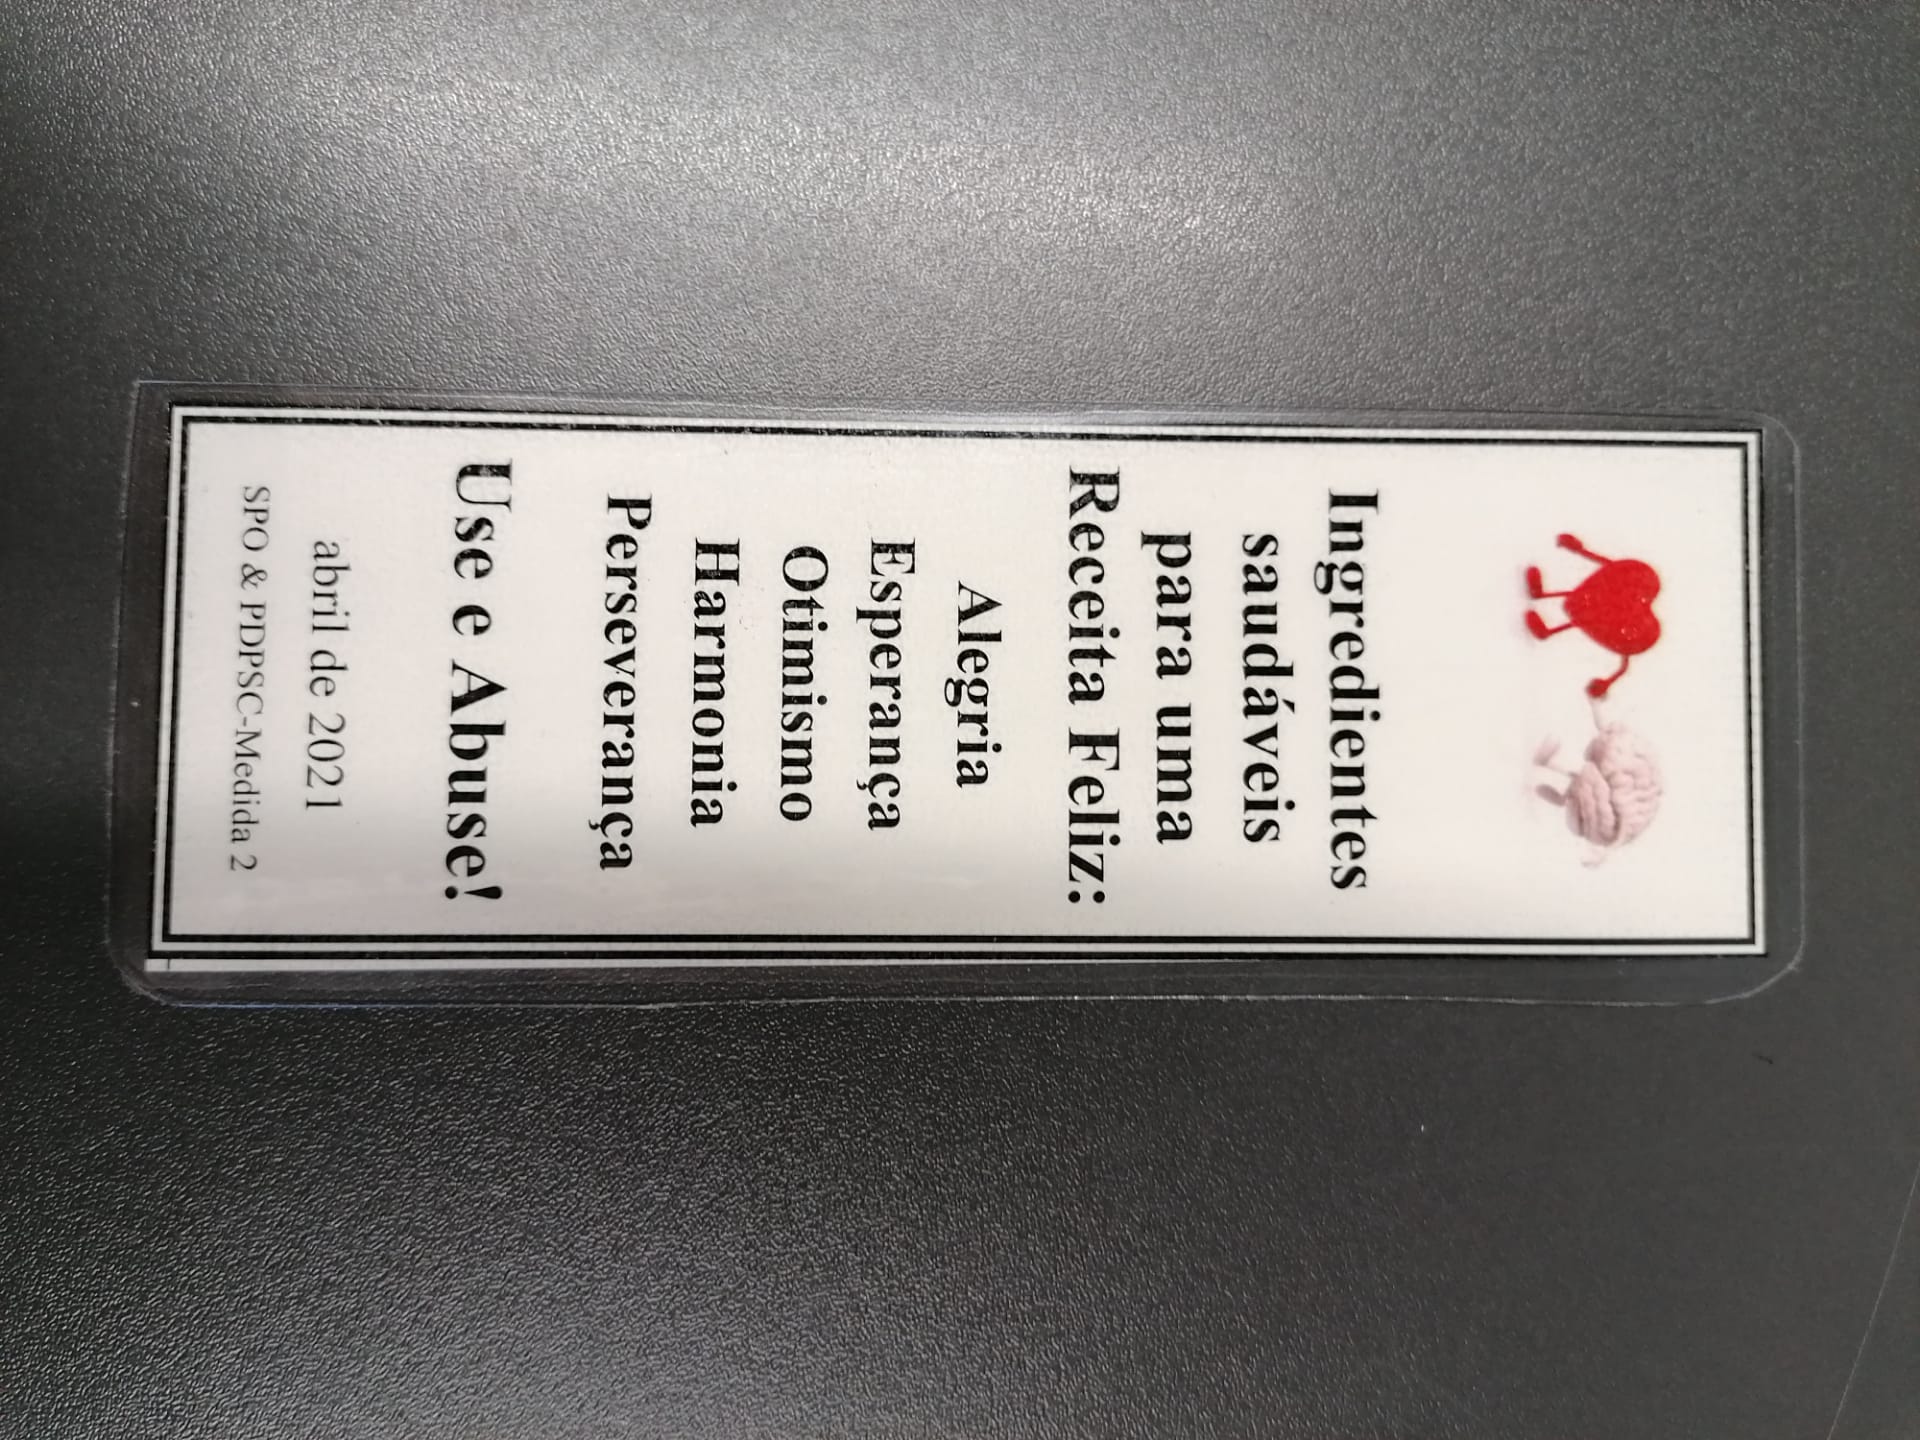 Ingredientes
saudáveis
para uma
Receita Feliz:
Alegria
Esperança
Otimismo
Harmonia
Perseverança
Use e Abuse!
abril de 2021
SPO & PDPSC-Medida 2